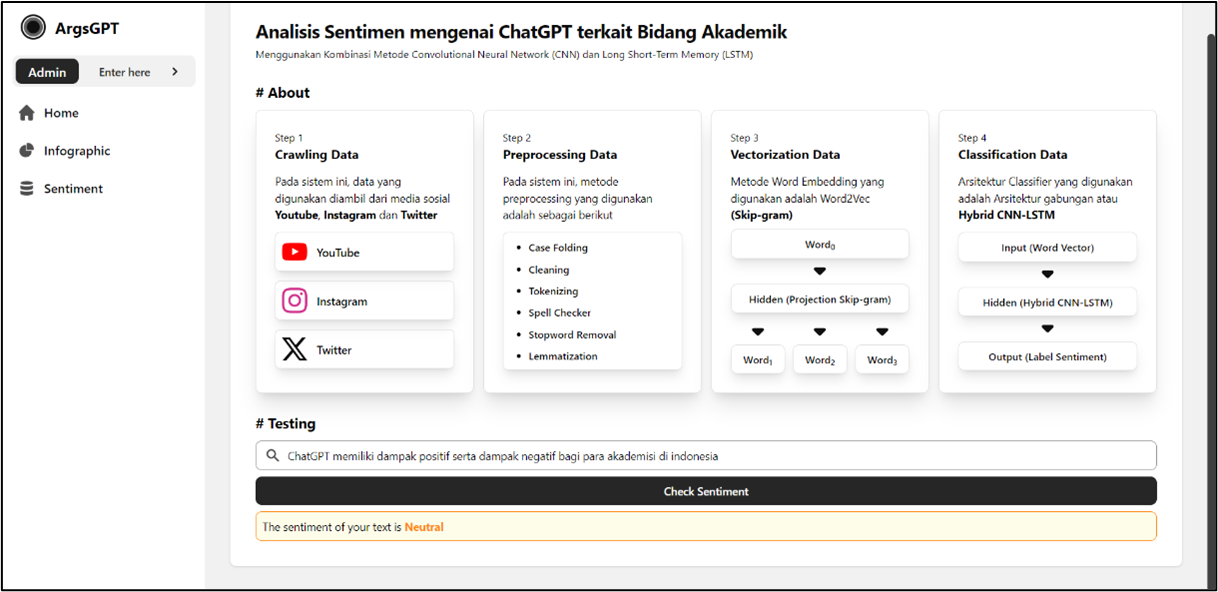 ArgsGPT
Admin
Enter here
Home
Infographic
Sentiment
Analisis Sentimen mengenai ChatGPT terkait Bidang Akademik
Menggunakan Kombinasi Metode Convolutional Neural Network (CNN) dan Long Short-Term Memory (LSTM)
# About
Step 1
Crawling Data
Pada sistem ini, data yang
digunakan diambil dari media sosial
Youtube, Instagram dan Twitter
YouTube
Instagram
Twitter
Step 2
Preprocessing Data
Pada sistem ini, metode
preprocessing yang digunakan
adalah sebagai berikut
• Case Folding
• Cleaning
• Tokenizing
• Spell Checker
• Stopword Removal
• Lemmatization
Step 3
Vectorization Data
Metode Word Embedding yang
digunakan adalah Word2Vec
(Skip-gram)
Word₀
Hidden (Projection Skip-gram)
Word₁ Word₂ Word₃
Step 4
Classification Data
Arsitektur Classifier yang digunakan
adalah Arsitektur gabungan atau
Hybrid CNN-LSTM
Input (Word Vector)
Hidden (Hybrid CNN-LSTM)
Output (Label Sentiment)
# Testing
ChatGPT memiliki dampak positif serta dampak negatif bagi para akademisi di indonesia
Check Sentiment
The sentiment of your text is Neutral